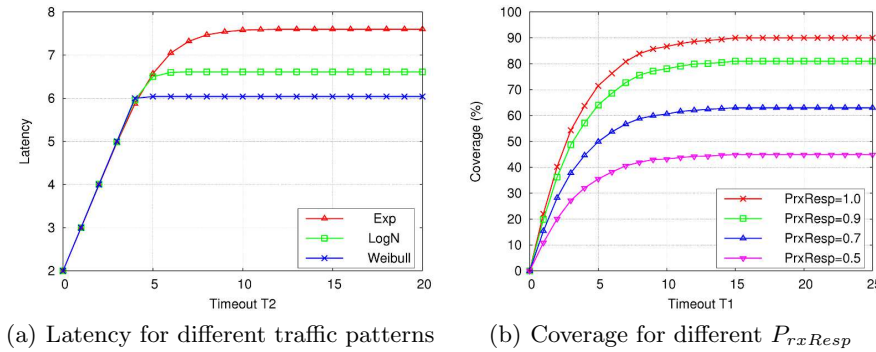 8
7
6
5
4
3
2
0
5
10
15
20
Latency
Timeout T2
Exp
LogN
Weibull
(a) Latency for different traffic patterns
100
90
80
70
60
50
40
30
20
10
0
0
5
10
15
20
25
Coverage (%)
Timeout T1
PrxResp=1.0
PrxResp=0.9
PrxResp=0.7
PrxResp=0.5
(b) Coverage for different PrxResp